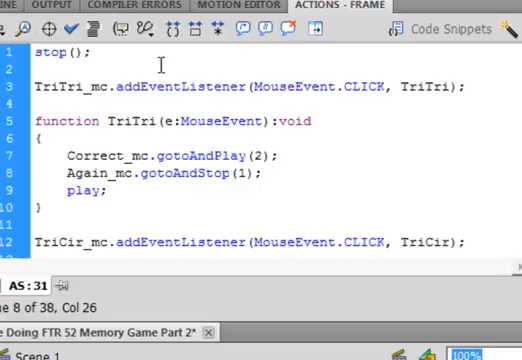 INE OUTPUT COMPILER ERRORS MOTION EDITOR ACTIONS - FRAME
Code Snippets
1 stop();
2
3 TriTri_mc.addEventListener(MouseEvent.CLICK, TriTri);
4
5 function TriTri(e:MouseEvent):void
6 {
7 Correct_mc.gotoAndPlay(2);
8 Again_mc.gotoAndStop(1);
9 play;
10 }
11
12 TriCir_mc.addEventListener(MouseEvent.CLICK, TriCir);
AS:31
ne 8 of 38, Col 26
e Doing FTR 52 Memory Game Part 2*
Scene 1 100%